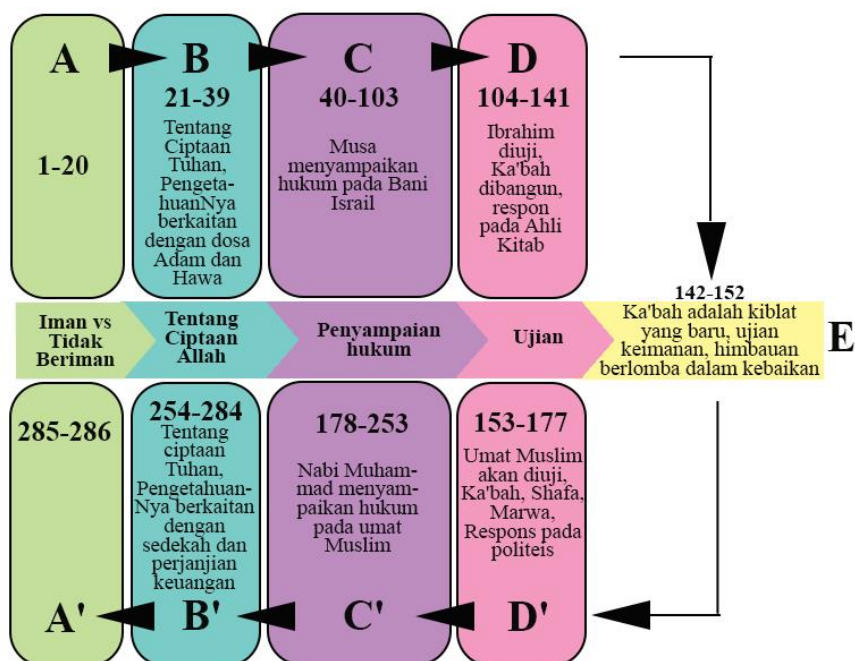 A
1-20
B
21-39
Tentang
Ciptaan
Tuhan,
Pengeta-
huanNya
berkaitan
dengan dosa
Adam dan
Hawa
C
40-103
Musa
menyampaikan
hukum pada Bani
Israil
D
104-141
Ibrahim
diuji,
Ka'bah
dibangun,
respon
pada Ahli
Kitab
Iman vs
Tidak
Beriman
Tentang
Ciptaan
Allah
Penyampaian
hukum
Ujian
142-152
Ka'bah adalah kiblat
yang baru, ujian
keimanan, himbauan
berlomba dalam kebaikan
E
285-286
A'
254-284
Tentang
ciptaan
Tuhan,
Pengetahuan-
Nya berkaitan
dengan
sedekah dan
perjanjian
keuangan
B'
178-253
Nabi Muham-
mad menyam-
paikan hukum
pada umat
Muslim
C'
153-177
Umat Muslim
akan diuji,
Ka'bah, Shafa,
Marwa,
Respons pada
politeis
D'